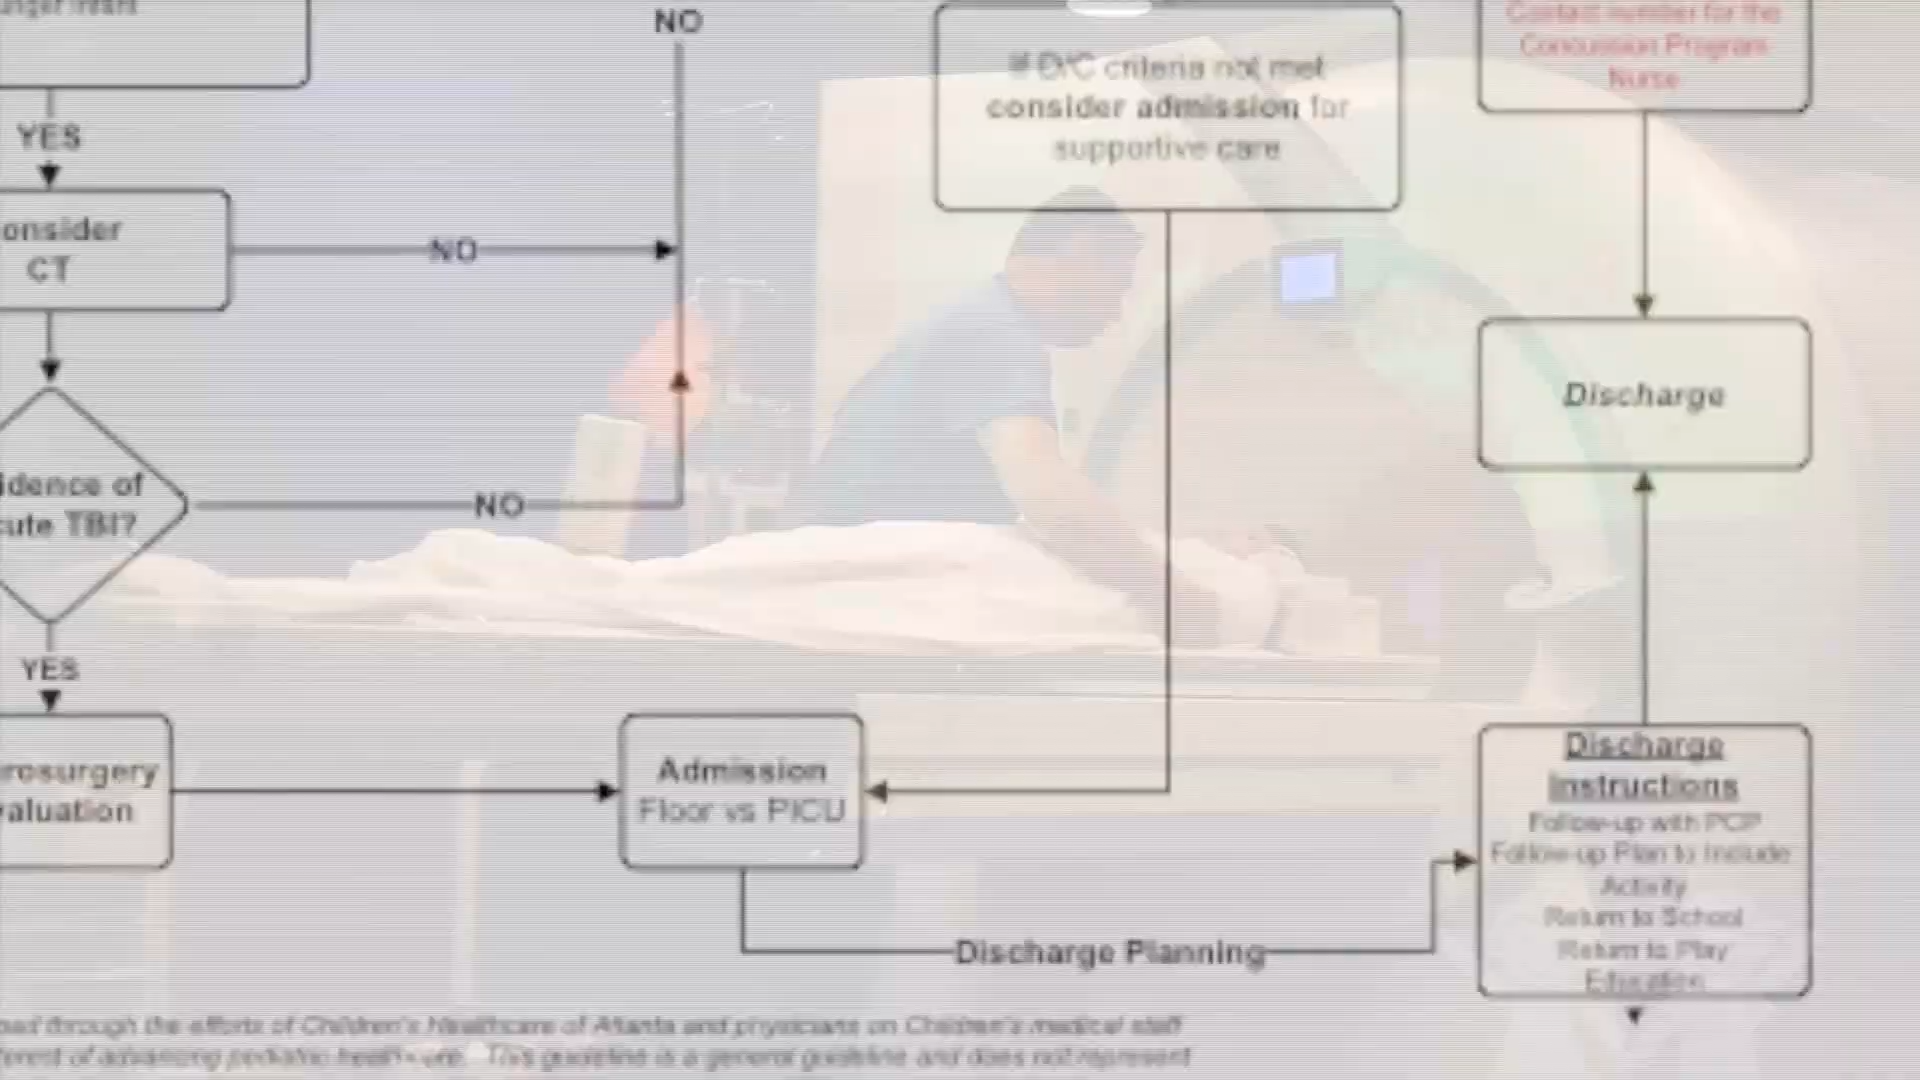 NO
if D/C criteria not met
consider admission for
supportive care
Contact number for the
Concussion Program
Nurse
YES
onsider
CT
NO
Discharge
idence of
cute TBI?
NO
YES
rosurgery
valuation
Admission
Floor vs PICU
Discharge
Instructions
Follow-up with PCP
Follow-up Plan to Include
Activity
Return to School
Return to Play
Education
Discharge Planning
through the efforts of Children's Healthcare of Atlanta and physicians on Children's medical staff
terest of advancing pediatric healthcare. This guideline is a general guideline and does not represent